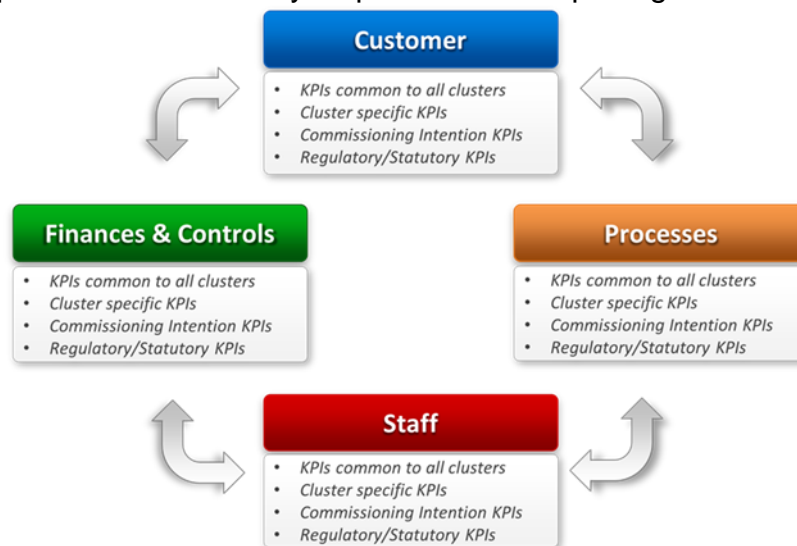 Customer
• KPIs common to all clusters
• Cluster specific KPIs
• Commissioning Intention KPIs
• Regulatory/Statutory KPIs
Finances & Controls
• KPIs common to all clusters
• Cluster specific KPIs
• Commissioning Intention KPIs
• Regulatory/Statutory KPIs
Processes
• KPIs common to all clusters
• Cluster specific KPIs
• Commissioning Intention KPIs
• Regulatory/Statutory KPIs
Staff
• KPIs common to all clusters
• Cluster specific KPIs
• Commissioning Intention KPIs
• Regulatory/Statutory KPIs